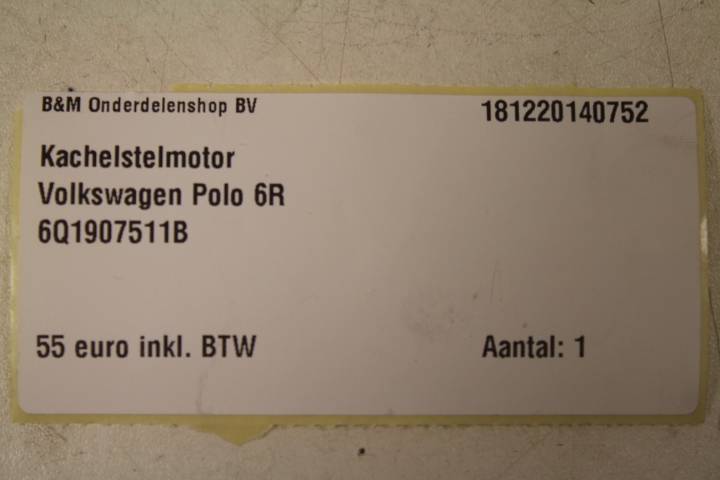 B&M Onderdelenshop BV 181220140752
Kachelstelmotor
Volkswagen Polo 6R
6Q1907511B
55 euro inkl. BTW Aantal: 1